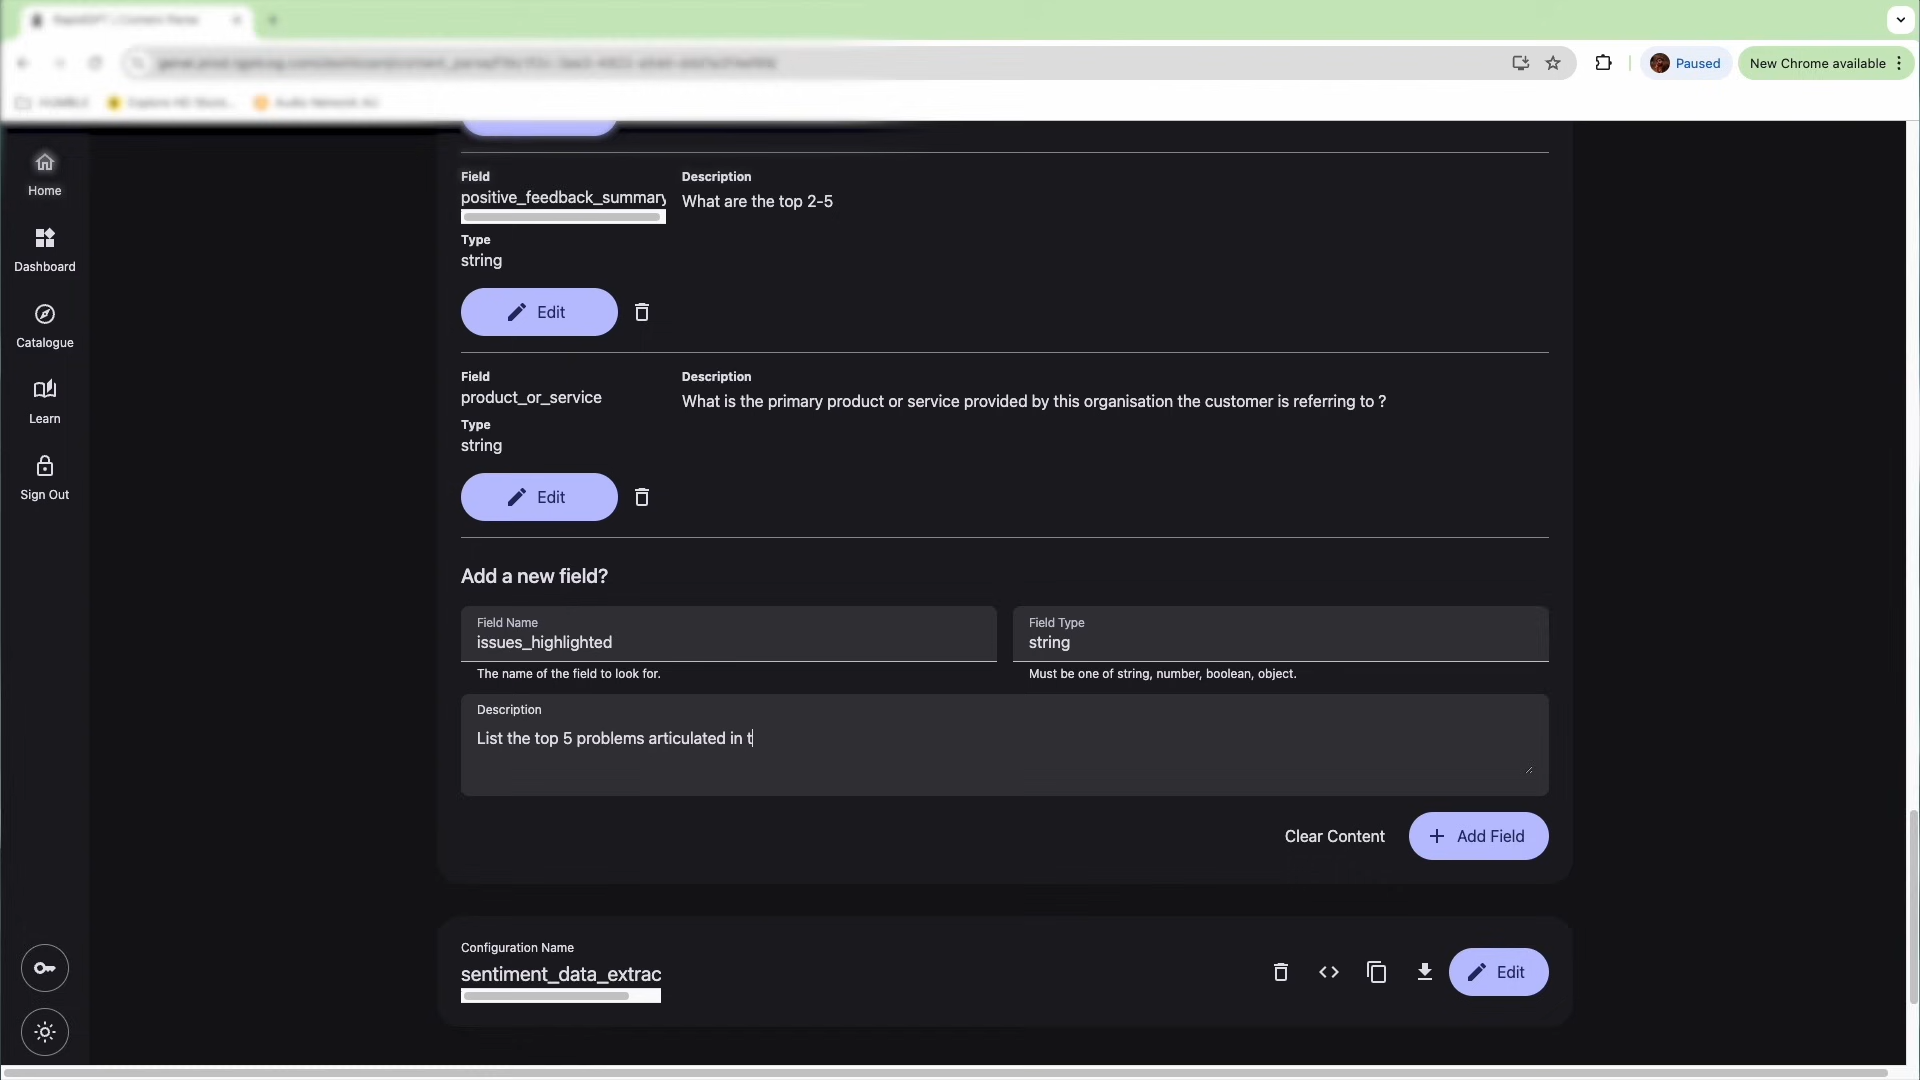 Paused
New Chrome available
Home
Dashboard
Catalogue
Learn
Sign Out
Field
positive_feedback_summary
Description
What are the top 2-5
Type
string
Edit
Field
product_or_service
Description
What is the primary product or service provided by this organisation the customer is referring to ?
Type
string
Edit
Add a new field?
Field Name
issues_highlighted
The name of the field to look for.
Field Type
string
Must be one of string, number, boolean, object.
Description
List the top 5 problems articulated in t
Clear Content
Add Field
Configuration Name
sentiment_data_extrac
Edit